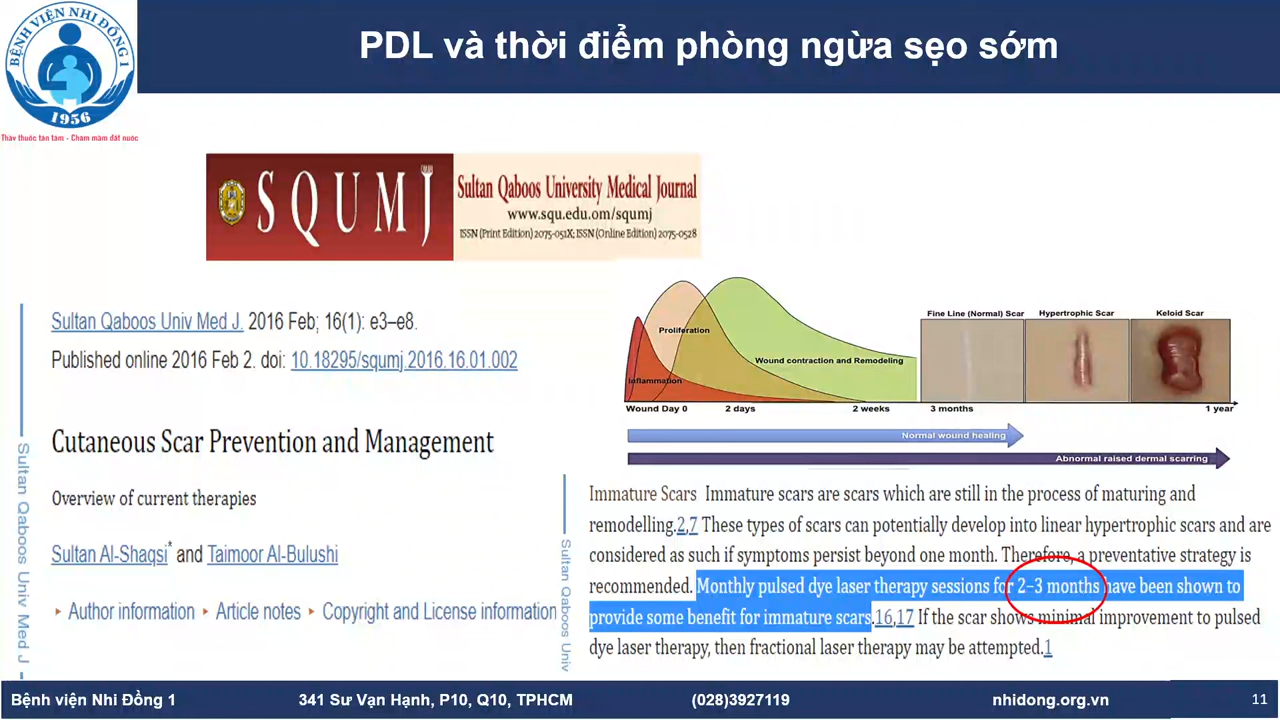 BỆNH VIỆN NHI ĐỒNG 1
1956
Thầy thuốc tận tâm - Chăm mầm đất nước
PDL và thời điểm phòng ngừa sẹo sớm
SQUMJ
Sultan Qaboos University Medical Journal
www.squ.edu.om/squmj
ISSN (Print Edition) 2075-051X; ISSN (Online Edition) 2075-0528
Sultan Qaboos Univ Med J
Sultan Qaboos Univ Med J. 2016 Feb; 16(1): e3–e8.
Published online 2016 Feb 2. doi: 10.18295/squmj.2016.16.01.002
Cutaneous Scar Prevention and Management
Overview of current therapies
Sultan Al-Shaqsi* and Taimoor Al-Bulushi
Author information Article notes Copyright and License information
Inflammation
Proliferation
Wound contraction and Remodeling
Fine Line (Normal) Scar
Hypertrophic Scar
Keloid Scar
Wound Day 0 2 days 2 weeks 3 months 1 year
Normal wound healing
Abnormal raised dermal scarring
Sultan Qaboos Univ
Immature Scars Immature scars are scars which are still in the process of maturing and
remodelling.2,7 These types of scars can potentially develop into linear hypertrophic scars and are
considered as such if symptoms persist beyond one month. Therefore, a preventative strategy is
recommended. Monthly pulsed dye laser therapy sessions for 2–3 months have been shown to
provide some benefit for immature scars.16,17 If the scar shows minimal improvement to pulsed
dye laser therapy, then fractional laser therapy may be attempted.1
Bệnh viện Nhi Đồng 1 341 Sư Vạn Hạnh, P10, Q10, TPHCM (028)3927119 nhidong.org.vn 11